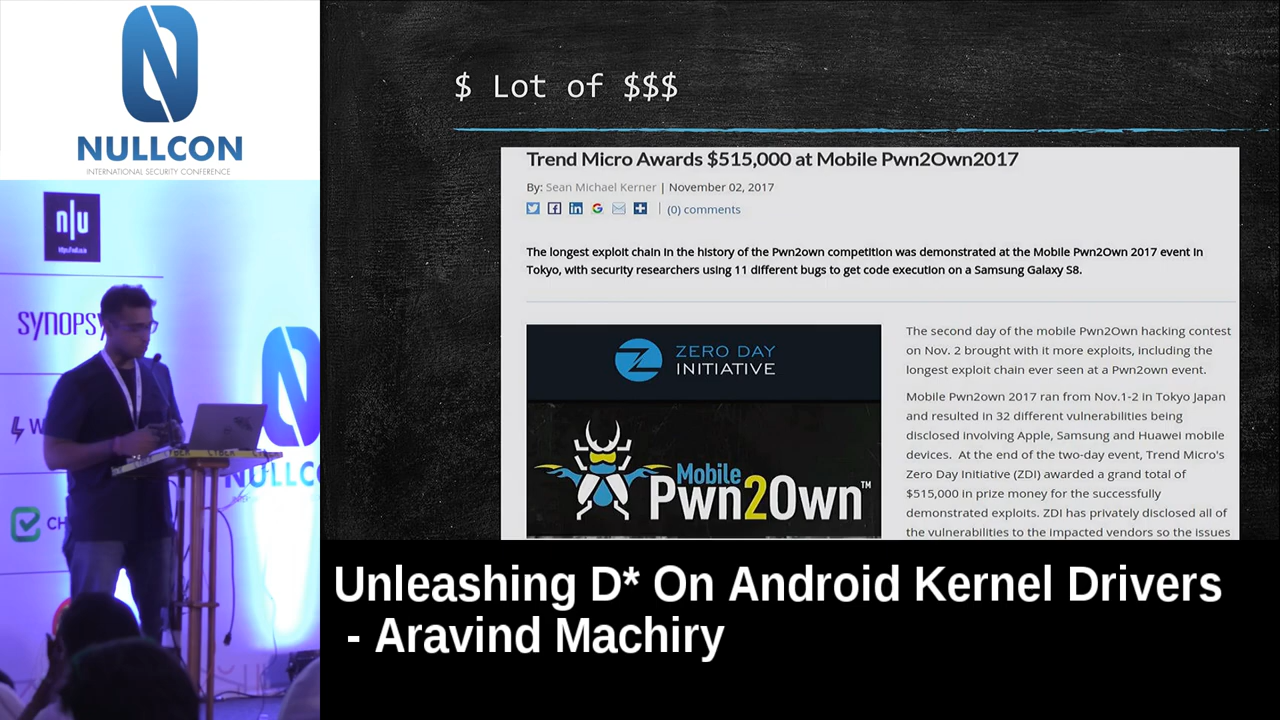 NULLCON
INTERNATIONAL SECURITY CONFERENCE
n|u
SYNOPSY
W
CH
NULLC
$ Lot of $$$
Trend Micro Awards $515,000 at Mobile Pwn2Own2017
By: Sean Michael Kerner | November 02, 2017
(0) comments
The longest exploit chain in the history of the Pwn2own competition was demonstrated at the Mobile Pwn2Own 2017 event in
Tokyo, with security researchers using 11 different bugs to get code execution on a Samsung Galaxy S8.
ZERO DAY
INITIATIVE
Mobile
Pwn2Own™
The second day of the mobile Pwn2Own hacking contest
on Nov. 2 brought with it more exploits, including the
longest exploit chain ever seen at a Pwn2own event.
Mobile Pwn2own 2017 ran from Nov.1-2 in Tokyo Japan
and resulted in 32 different vulnerabilities being
disclosed involving Apple, Samsung and Huawei mobile
devices. At the end of the two-day event, Trend Micro's
Zero Day Initiative (ZDI) awarded a grand total of
$515,000 in prize money for the successfully
demonstrated exploits. ZDI has privately disclosed all of
the vulnerabilities to the impacted vendors so the issues
Unleashing D* On Android Kernel Drivers
- Aravind Machiry